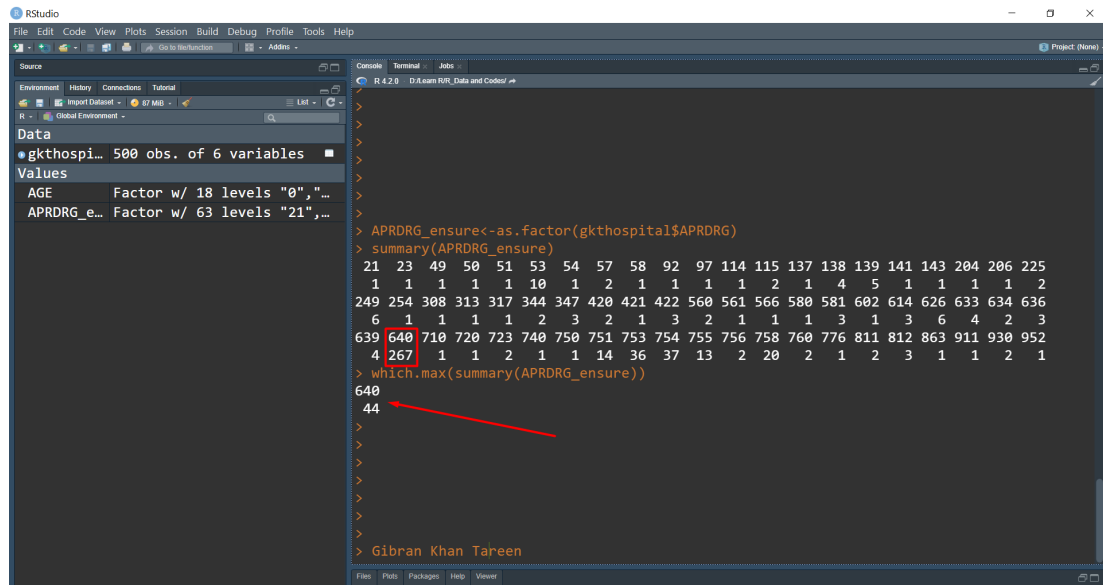 RStudio
File Edit Code View Plots Session Build Debug Profile Tools Help
Go to file/function Addins Project: (None)
Source
Environment History Connections Tutorial
Import Dataset 87 MiB List
R Global Environment
Data
gkthospi… 500 obs. of 6 variables
Values
AGE Factor w/ 18 levels "0","…
APRDRG_e… Factor w/ 63 levels "21",…
Console Terminal Jobs
R 4.2.0 D:/Learn R/R_Data and Codes/
>
>
>
>
>
>
>
>
> APRDRG_ensure<-as.factor(gkthospital$APRDRG)
> summary(APRDRG_ensure)
21 23 49 50 51 53 54 57 58 92 97 114 115 137 138 139 141 143 204 206 225
1 1 1 1 1 10 1 2 1 1 1 1 2 1 4 5 1 1 1 1 2
249 254 308 313 317 344 347 420 421 422 560 561 566 580 581 602 614 626 633 634 636
6 1 1 1 1 2 3 2 1 3 2 1 1 1 3 1 3 6 4 2 3
639 640 710 720 723 740 750 751 753 754 755 756 758 760 776 811 812 863 911 930 952
4 267 1 1 2 1 1 14 36 37 13 2 20 2 1 2 3 1 1 2 1
> which.max(summary(APRDRG_ensure))
640
44
>
>
>
>
>
>
>
> Gibran Khan Tareen
Files Plots Packages Help Viewer